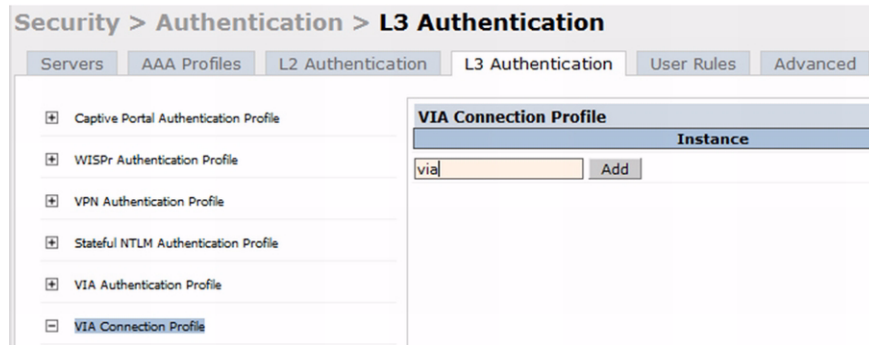 Security > Authentication > L3 Authentication
Servers AAA Profiles L2 Authentication L3 Authentication User Rules Advanced
Captive Portal Authentication Profile
WISPr Authentication Profile
VPN Authentication Profile
Stateful NTLM Authentication Profile
VIA Authentication Profile
VIA Connection Profile
VIA Connection Profile
Instance
via Add